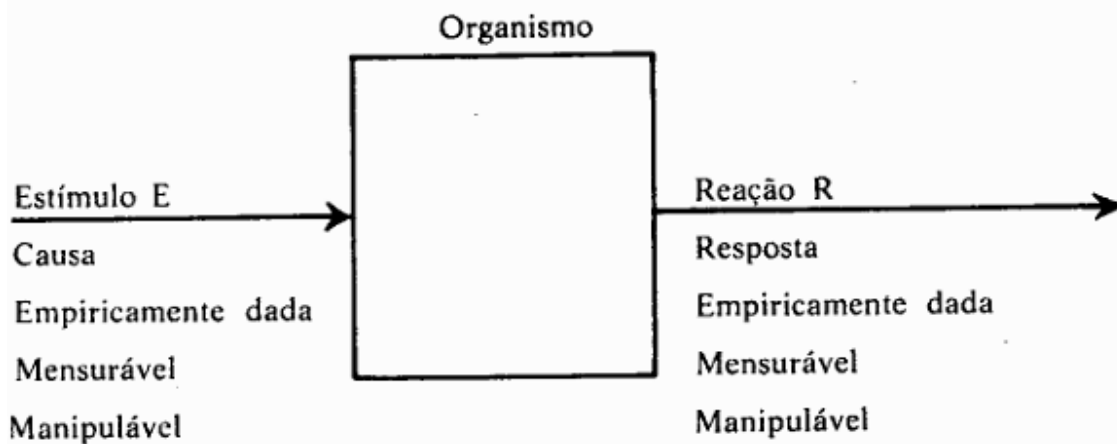 Organismo
Estímulo E
Causa
Empiricamente dada
Mensurável
Manipulável
Reação R
Resposta
Empiricamente dada
Mensurável
Manipulável